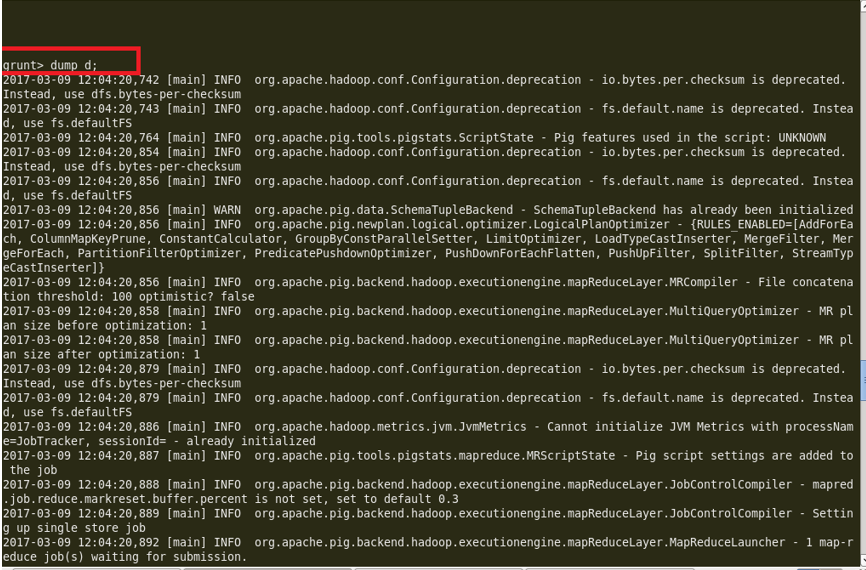 grunt> dump d;
2017-03-09 12:04:20,742 [main] INFO  org.apache.hadoop.conf.Configuration.deprecation - io.bytes.per.checksum is deprecated.
Instead, use dfs.bytes-per-checksum
2017-03-09 12:04:20,743 [main] INFO  org.apache.hadoop.conf.Configuration.deprecation - fs.default.name is deprecated. Instea
d, use fs.defaultFS
2017-03-09 12:04:20,764 [main] INFO  org.apache.pig.tools.pigstats.ScriptState - Pig features used in the script: UNKNOWN
2017-03-09 12:04:20,854 [main] INFO  org.apache.hadoop.conf.Configuration.deprecation - io.bytes.per.checksum is deprecated.
Instead, use dfs.bytes-per-checksum
2017-03-09 12:04:20,856 [main] INFO  org.apache.hadoop.conf.Configuration.deprecation - fs.default.name is deprecated. Instea
d, use fs.defaultFS
2017-03-09 12:04:20,856 [main] WARN  org.apache.pig.data.SchemaTupleBackend - SchemaTupleBackend has already been initialized
2017-03-09 12:04:20,856 [main] INFO  org.apache.pig.newplan.logical.optimizer.LogicalPlanOptimizer - {RULES_ENABLED=[AddForEa
ch, ColumnMapKeyPrune, ConstantCalculator, GroupByConstParallelSetter, LimitOptimizer, LoadTypeCastInserter, MergeFilter, Mer
geForEach, PartitionFilterOptimizer, PredicatePushdownOptimizer, PushDownForEachFlatten, PushUpFilter, SplitFilter, StreamTyp
eCastInserter]}
2017-03-09 12:04:20,856 [main] INFO  org.apache.pig.backend.hadoop.executionengine.mapReduceLayer.MRCompiler - File concatena
tion threshold: 100 optimistic? false
2017-03-09 12:04:20,858 [main] INFO  org.apache.pig.backend.hadoop.executionengine.mapReduceLayer.MultiQueryOptimizer - MR pl
an size before optimization: 1
2017-03-09 12:04:20,858 [main] INFO  org.apache.pig.backend.hadoop.executionengine.mapReduceLayer.MultiQueryOptimizer - MR pl
an size after optimization: 1
2017-03-09 12:04:20,879 [main] INFO  org.apache.hadoop.conf.Configuration.deprecation - io.bytes.per.checksum is deprecated.
Instead, use dfs.bytes-per-checksum
2017-03-09 12:04:20,879 [main] INFO  org.apache.hadoop.conf.Configuration.deprecation - fs.default.name is deprecated. Instea
d, use fs.defaultFS
2017-03-09 12:04:20,886 [main] INFO  org.apache.hadoop.metrics.jvm.JvmMetrics - Cannot initialize JVM Metrics with processNam
e=JobTracker, sessionId= - already initialized
2017-03-09 12:04:20,887 [main] INFO  org.apache.pig.tools.pigstats.mapreduce.MRScriptState - Pig script settings are added to
 the job
2017-03-09 12:04:20,888 [main] INFO  org.apache.pig.backend.hadoop.executionengine.mapReduceLayer.JobControlCompiler - mapred
.job.reduce.markreset.buffer.percent is not set, set to default 0.3
2017-03-09 12:04:20,889 [main] INFO  org.apache.pig.backend.hadoop.executionengine.mapReduceLayer.JobControlCompiler - Settin
g up single store job
2017-03-09 12:04:20,892 [main] INFO  org.apache.pig.backend.hadoop.executionengine.mapReduceLayer.MapReduceLauncher - 1 map-r
educe job(s) waiting for submission.